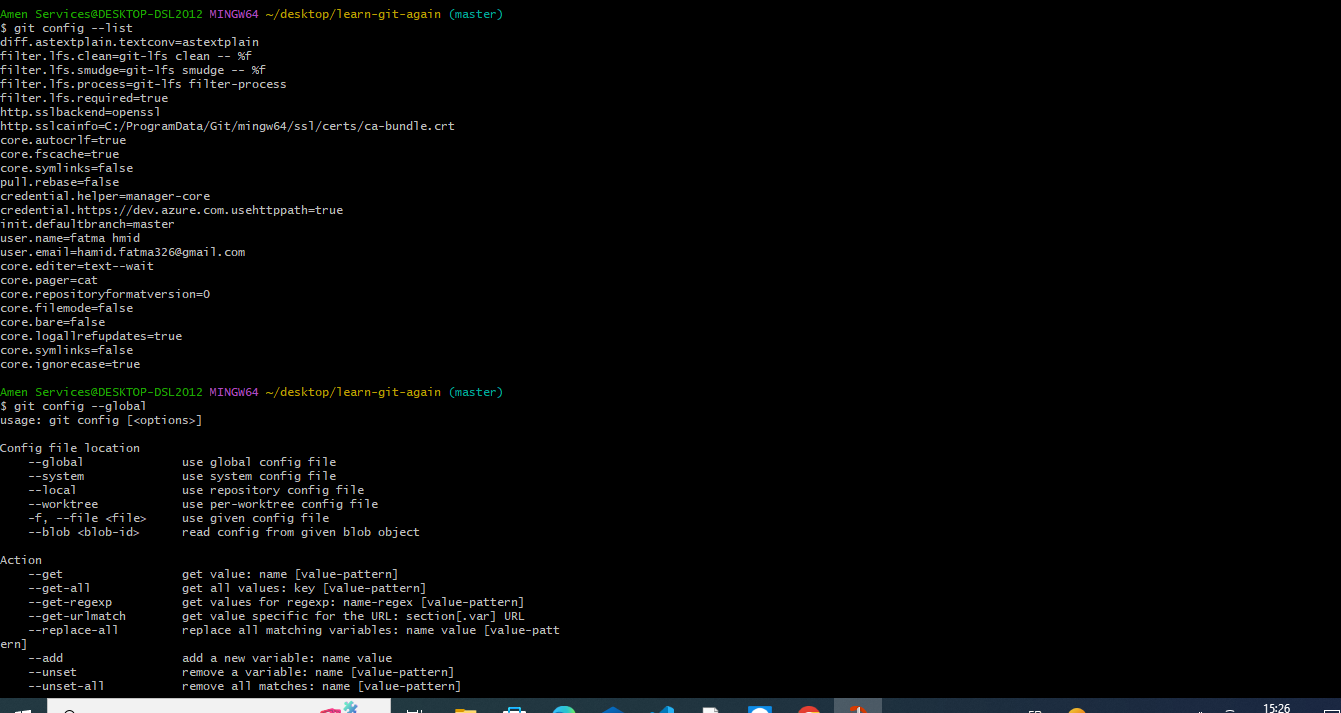 Amen Services@DESKTOP-DSL2012 MINGW64 ~/desktop/learn-git-again (master)
$ git config --list
diff.astextplain.textconv=astextplain
filter.lfs.clean=git-lfs clean -- %f
filter.lfs.smudge=git-lfs smudge -- %f
filter.lfs.process=git-lfs filter-process
filter.lfs.required=true
http.sslbackend=openssl
http.sslcainfo=C:/ProgramData/Git/mingw64/ssl/certs/ca-bundle.crt
core.autocrlf=true
core.fscache=true
core.symlinks=false
pull.rebase=false
credential.helper=manager-core
credential.https://dev.azure.com.usehttppath=true
init.defaultbranch=master
user.name=fatma hmid
user.email=hamid.fatma326@gmail.com
core.editer=text--wait
core.pager=cat
core.repositoryformatversion=0
core.filemode=false
core.bare=false
core.logallrefupdates=true
core.symlinks=false
core.ignorecase=true
Amen Services@DESKTOP-DSL2012 MINGW64 ~/desktop/learn-git-again (master)
$ git config --global
usage: git config [<options>]
Config file location
    --global              use global config file
    --system              use system config file
    --local               use repository config file
    --worktree            use per-worktree config file
    -f, --file <file>     use given config file
    --blob <blob-id>      read config from given blob object
Action
    --get                 get value: name [value-pattern]
    --get-all             get all values: key [value-pattern]
    --get-regexp          get values for regexp: name-regex [value-pattern]
    --get-urlmatch        get value specific for the URL: section[.var] URL
    --replace-all         replace all matching variables: name value [value-patt
ern]
    --add                 add a new variable: name value
    --unset               remove a variable: name [value-pattern]
    --unset-all           remove all matches: name [value-pattern]
15:26